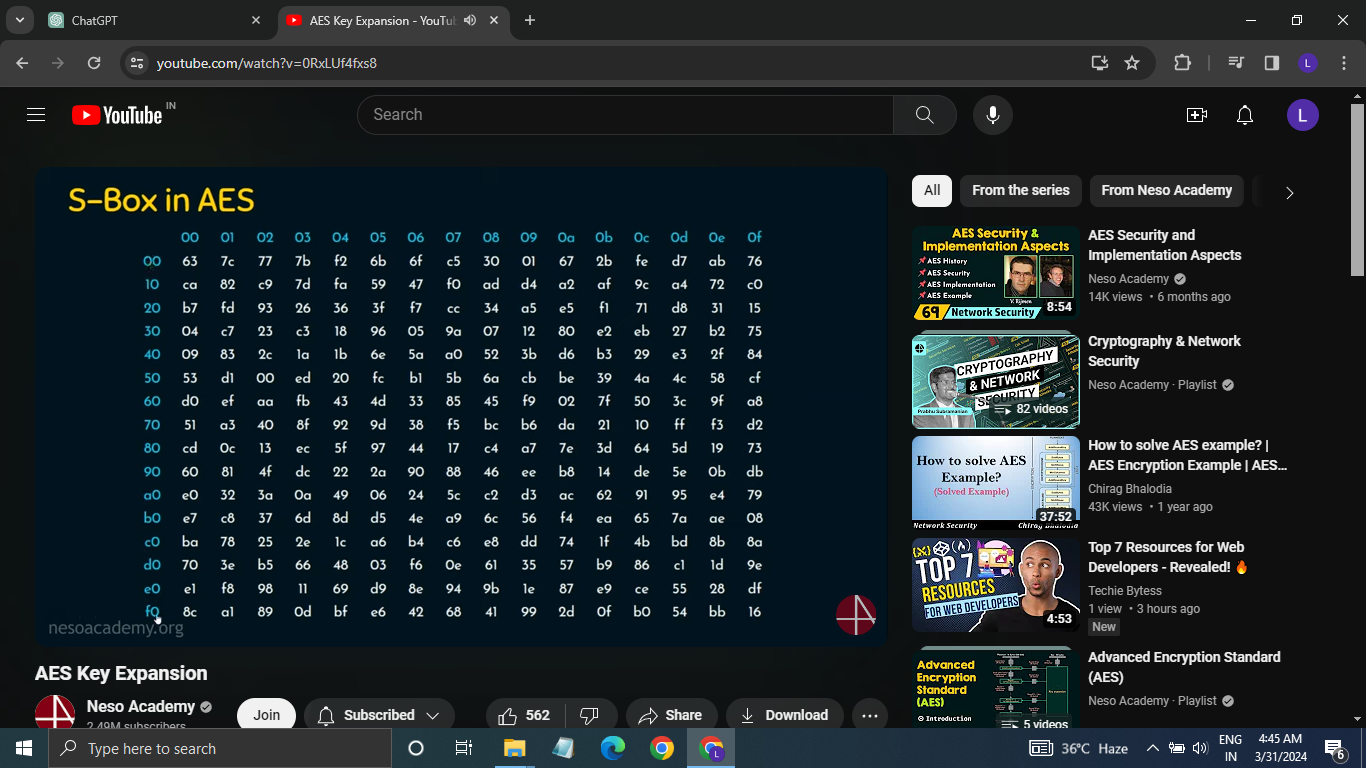 ChatGPT
AES Key Expansion - YouTu
youtube.com/watch?v=0RxLUf4fxs8
YouTube IN
Search
L
S-Box in AES
00 01 02 03 04 05 06 07 08 09 0a 0b 0c 0d 0e 0f
00 63 7c 77 7b f2 6b 6f c5 30 01 67 2b fe d7 ab 76
10 ca 82 c9 7d fa 59 47 f0 ad d4 a2 af 9c a4 72 c0
20 b7 fd 93 26 36 3f f7 cc 34 a5 e5 f1 71 d8 31 15
30 04 c7 23 c3 18 96 05 9a 07 12 80 e2 eb 27 b2 75
40 09 83 2c 1a 1b 6e 5a a0 52 3b d6 b3 29 e3 2f 84
50 53 d1 00 ed 20 fc b1 5b 6a cb be 39 4a 4c 58 cf
60 d0 ef aa fb 43 4d 33 85 45 f9 02 7f 50 3c 9f a8
70 51 a3 40 8f 92 9d 38 f5 bc b6 da 21 10 ff f3 d2
80 cd 0c 13 ec 5f 97 44 17 c4 a7 7e 3d 64 5d 19 73
90 60 81 4f dc 22 2a 90 88 46 ee b8 14 de 5e 0b db
a0 e0 32 3a 0a 49 06 24 5c c2 d3 ac 62 91 95 e4 79
b0 e7 c8 37 6d 8d d5 4e a9 6c 56 f4 ea 65 7a ae 08
c0 ba 78 25 2e 1c a6 b4 c6 e8 dd 74 1f 4b bd 8b 8a
d0 70 3e b5 66 48 03 f6 0e 61 35 57 b9 86 c1 1d 9e
e0 e1 f8 98 11 69 d9 8e 94 9b 1e 87 e9 ce 55 28 df
f0 8c a1 89 0d bf e6 42 68 41 99 2d 0f b0 54 bb 16
nesoacademy.org
AES Key Expansion
Neso Academy
2.49M subscribers
Join
Subscribed
562
Share
Download
All
From the series
From Neso Academy
AES Security &
Implementation Aspects
AES History
AES Security
AES Implementation
AES Example
V. Rijmen
69 Network Security
8:54
AES Security and
Implementation Aspects
Neso Academy
14K views • 6 months ago
CRYPTOGRAPHY
& NETWORK
SECURITY
Prabhu Subramanian
82 videos
Cryptography & Network
Security
Neso Academy · Playlist
How to solve AES
Example?
(Solved Example)
Network Security
Chirag Bhalodia
37:52
How to solve AES example? |
AES Encryption Example | AES...
Chirag Bhalodia
43K views • 1 year ago
TOP 7
RESOURCES
FOR WEB DEVELOPERS
4:53
Top 7 Resources for Web
Developers - Revealed! 🔥
Techie Bytess
1 view • 3 hours ago
New
Advanced
Encryption
Standard
(AES)
Introduction
5 videos
Advanced Encryption Standard
(AES)
Neso Academy · Playlist
Type here to search
36°C Haze
ENG
IN
4:45 AM
3/31/2024
6